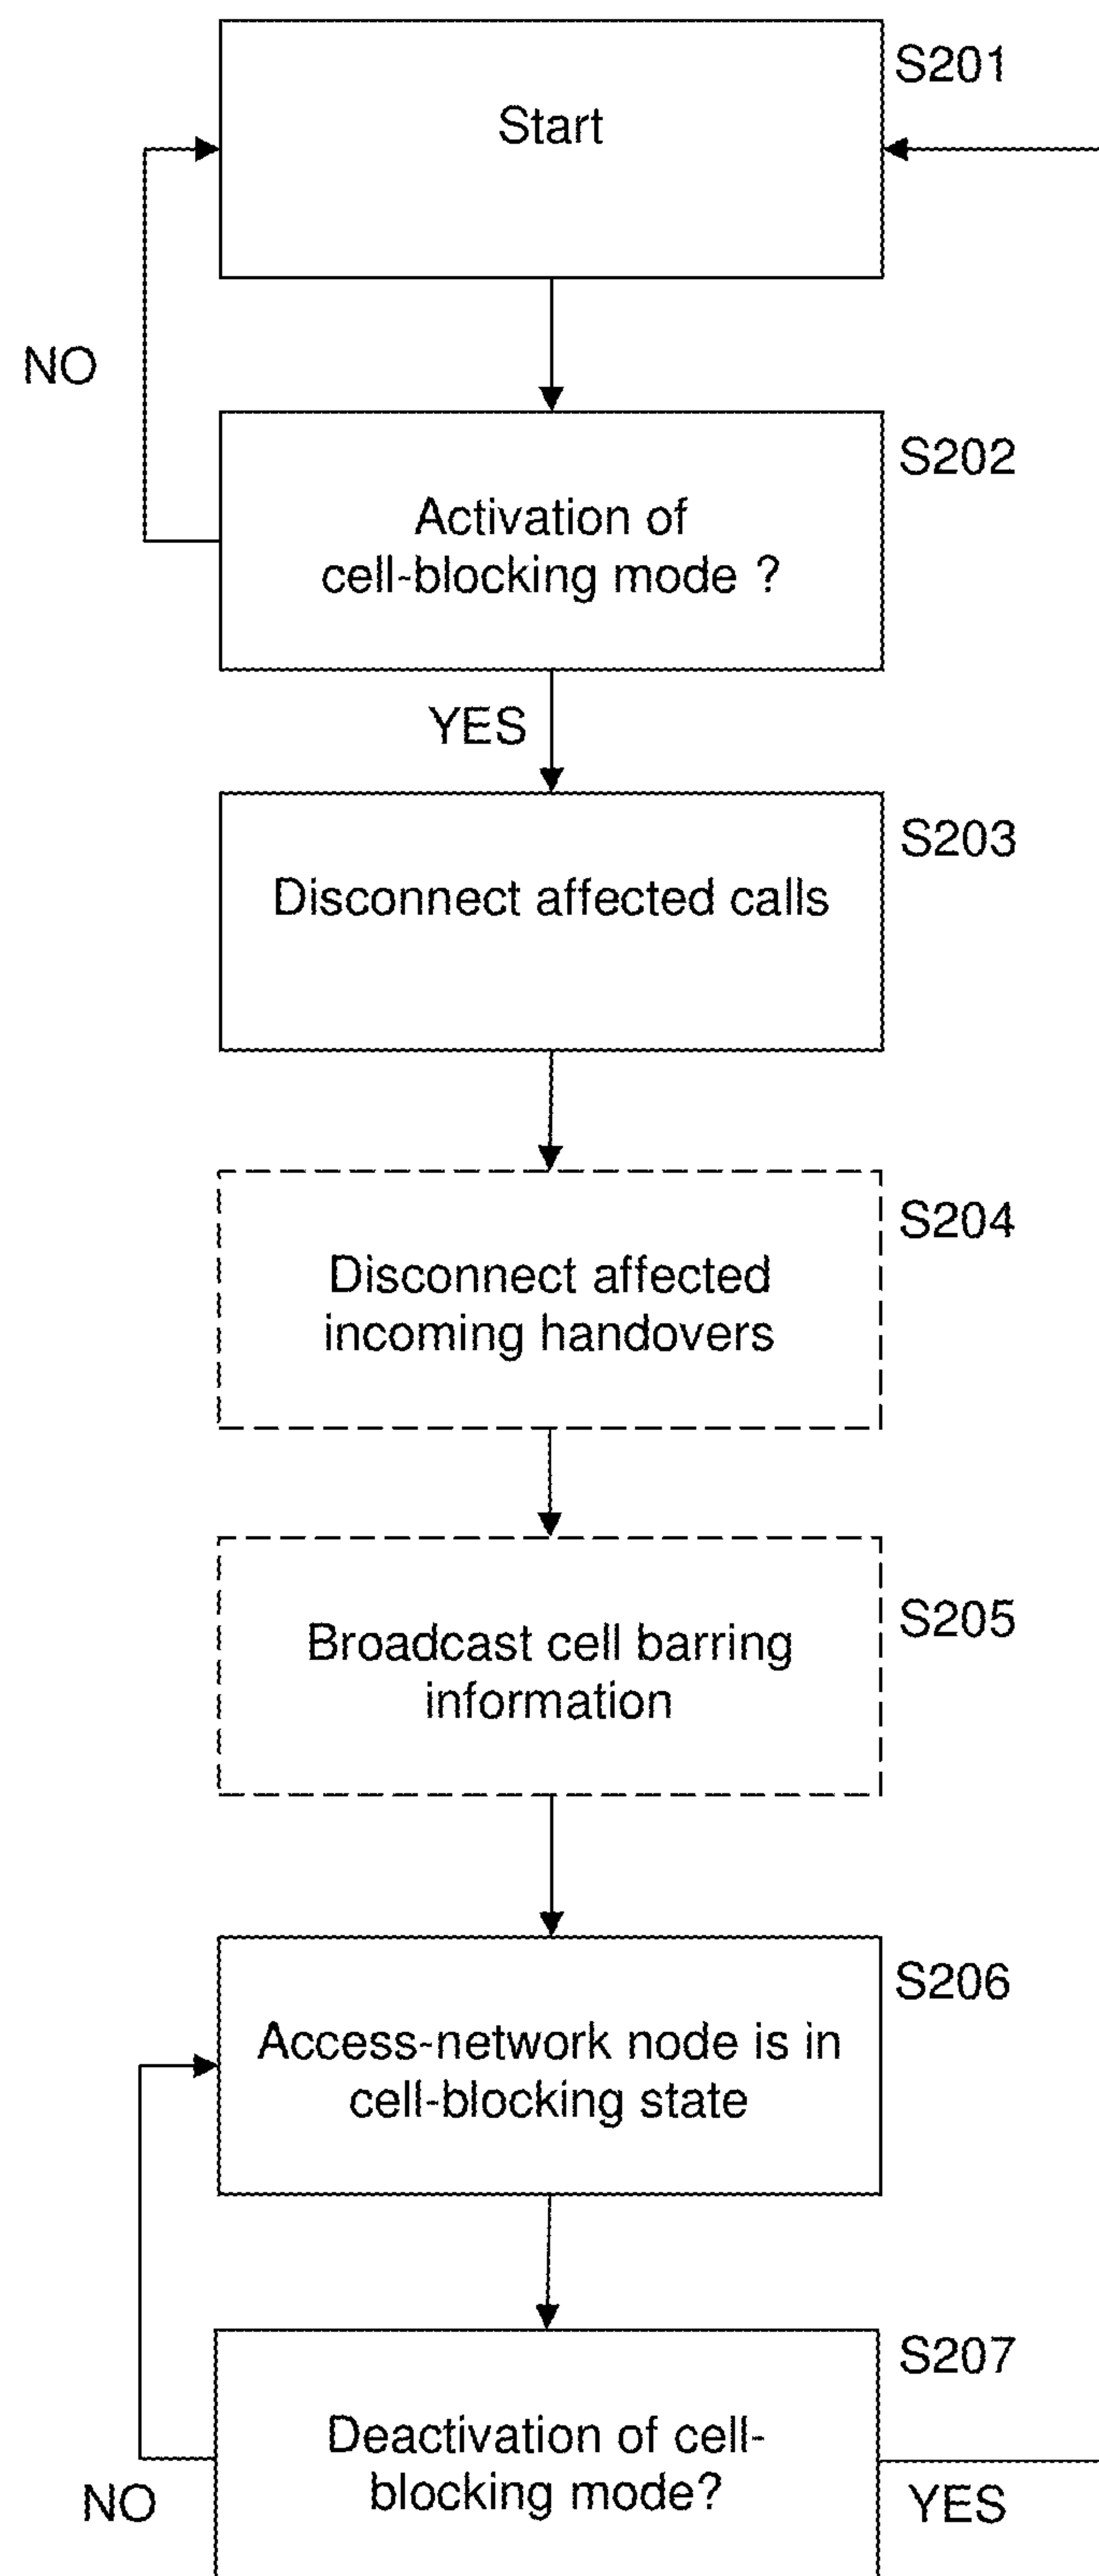 S201
Start
NO
S202
Activation of
cell-blocking mode ?
YES
S203
Disconnect affected calls
S204
Disconnect affected
incoming handovers
S205
Broadcast cell barring
information
S206
Access-network node is in
cell-blocking state
S207
Deactivation of cell-
blocking mode?
NO
YES